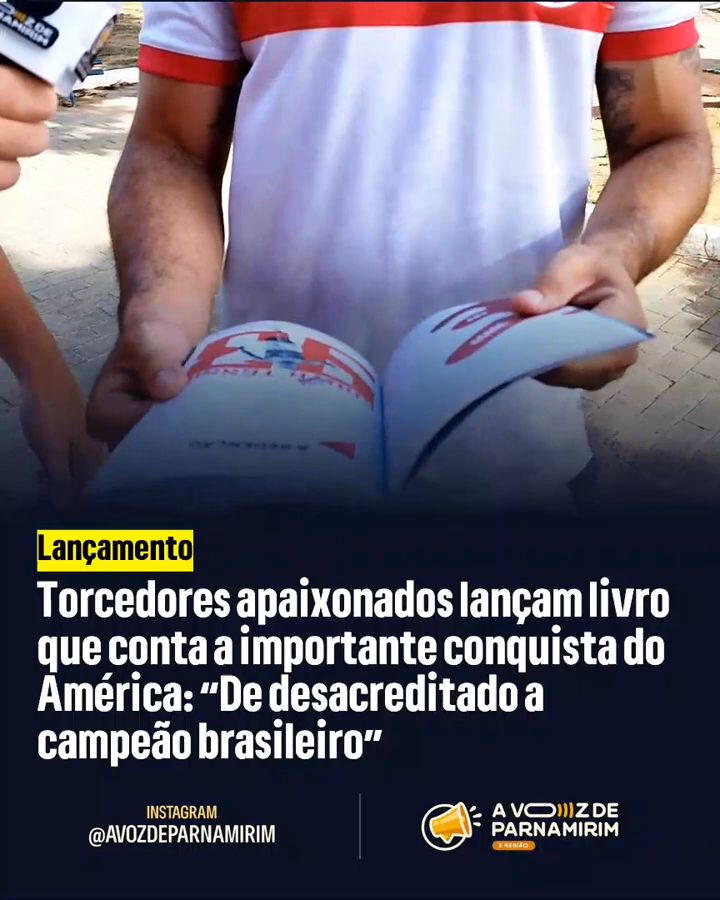 Lançamento
Torcedores apaixonados lançam livro
que conta a importante conquista do
América: “De desacreditado a
campeão brasileiro”
INSTAGRAM
@AVOZDEPARNAMIRIM
A VOZ DE
PARNAMIRIM
E REGIÃO